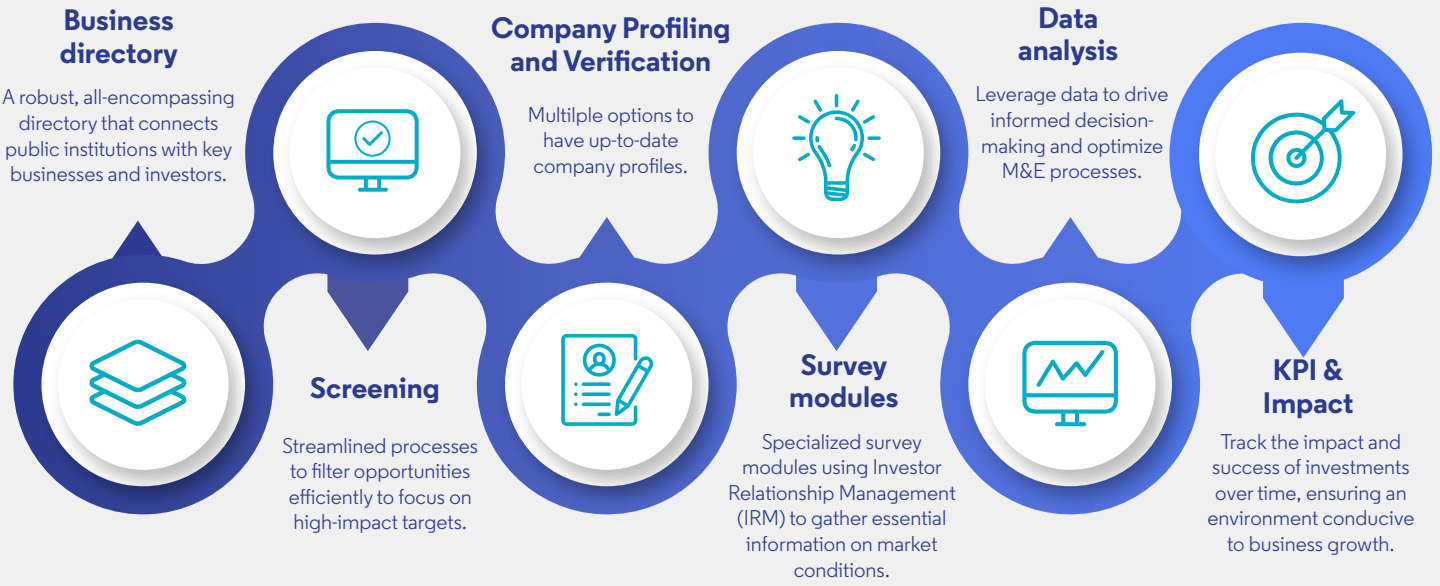 Business
directory
A robust, all-encompassing
directory that connects
public institutions with key
businesses and investors.
Screening
Streamlined processes
to filter opportunities
efficiently to focus on
high-impact targets.
Company Profiling
and Verification
Multilple options to
have up-to-date
company profiles.
Survey
modules
Specialized survey
modules using Investor
Relationship Management
(IRM) to gather essential
information on market
conditions.
Data
analysis
Leverage data to drive
informed decision-
making and optimize
M&E processes.
KPI &
Impact
Track the impact and
success of investments
over time, ensuring an
environment conducive
to business growth.